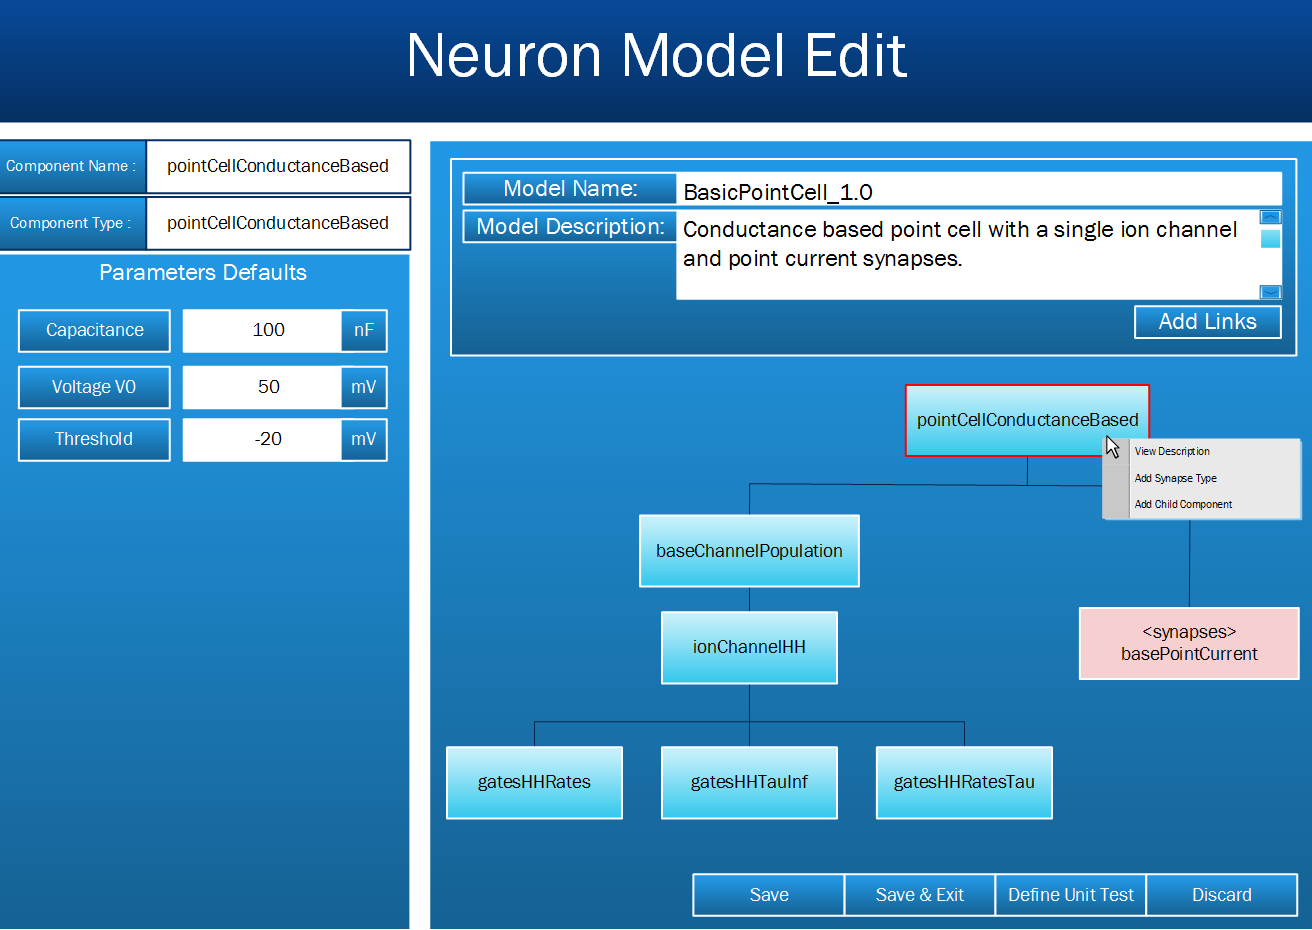 Neuron Model Edit
Component Name :
pointCellConductanceBased
Component Type :
pointCellConductanceBased
Parameters Defaults
Capacitance
100
nF
Voltage V0
50
mV
Threshold
-20
mV
Model Name:
BasicPointCell_1.0
Model Description:
Conductance based point cell with a single ion channel
and point current synapses.
Add Links
pointCellConductanceBased
View Description
Add Synapse Type
Add Child Component
baseChannelPopulation
ionChannelHH
<synapses>
basePointCurrent
gatesHHRates
gatesHHTauInf
gatesHHRatesTau
Save
Save & Exit
Define Unit Test
Discard